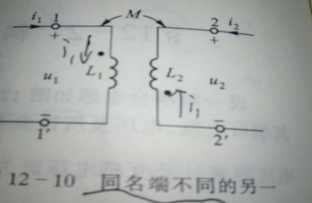 i₁ 1 M 2 i₂
+ +
i₁ L₁ L₂ u₂
u₁ i₁
− −
1′ 2′
12－10 同名端不同的另一